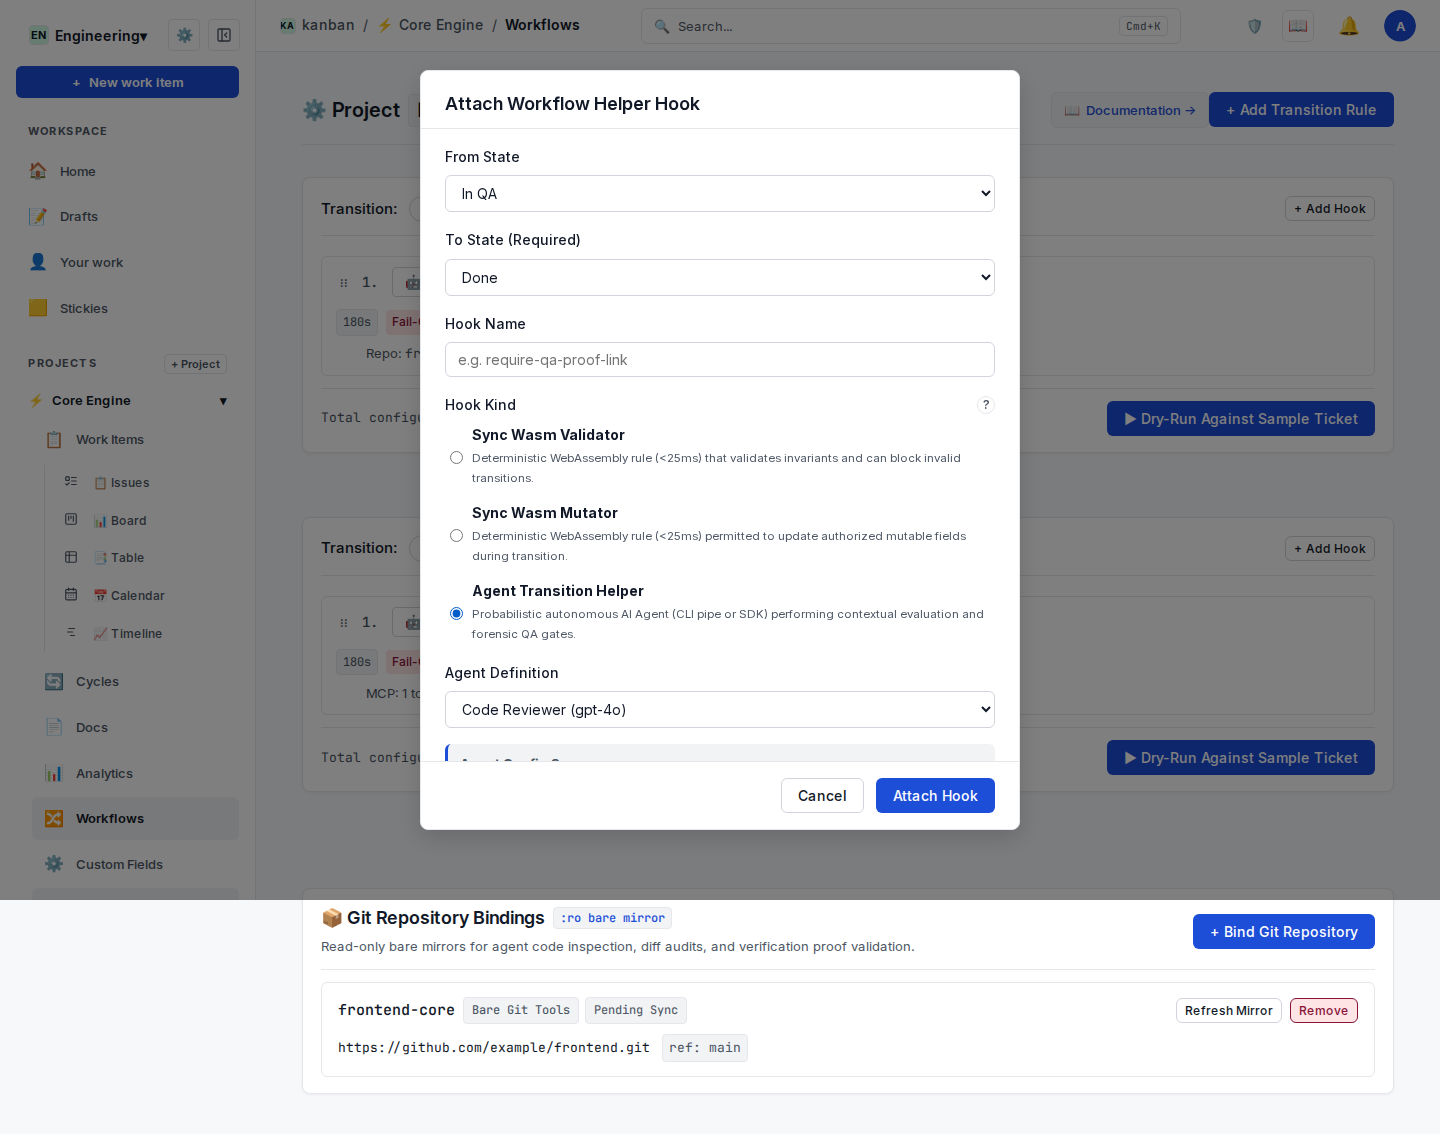 EN Engineering▾
+ New work item
WORKSPACE
Home
Drafts
Your work
Stickies
PROJECTS + Project
Core Engine ▾
Work Items
Issues
Board
Table
Calendar
Timeline
Cycles
Docs
Analytics
Workflows
Custom Fields
KA kanban / Core Engine / Workflows
Search... Cmd+K
A
Project
Documentation →
+ Add Transition Rule
Transition:
+ Add Hook
1.
180s
Repo:
Total
Dry-Run Against Sample Ticket
Transition:
+ Add Hook
1.
180s
MCP: 1
Total
Dry-Run Against Sample Ticket
Attach Workflow Helper Hook
From State
In QA
To State (Required)
Done
Hook Name
e.g. require-qa-proof-link
Hook Kind ?
Sync Wasm Validator
Deterministic WebAssembly rule (<25ms) that validates invariants and can block invalid
transitions.
Sync Wasm Mutator
Deterministic WebAssembly rule (<25ms) permitted to update authorized mutable fields
during transition.
Agent Transition Helper
Probabilistic autonomous AI Agent (CLI pipe or SDK) performing contextual evaluation and
forensic QA gates.
Agent Definition
Code Reviewer (gpt-4o)
Cancel
Attach Hook
Git Repository Bindings :ro bare mirror
Read-only bare mirrors for agent code inspection, diff audits, and verification proof validation.
+ Bind Git Repository
frontend-core Bare Git Tools Pending Sync
Refresh Mirror Remove
https://github.com/example/frontend.git ref: main